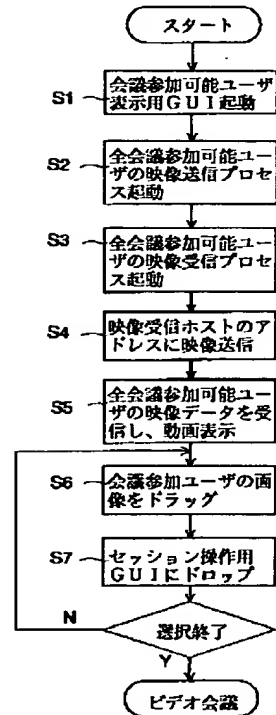 スタート
S1
会議参加可能ユーザ
表示用GUI起動
S2
全会議参加可能ユー
ザの映像送信プロセ
ス起動
S3
全会議参加可能ユー
ザの映像受信プロセ
ス起動
S4
映像受信ホストのア
ドレスに映像送信
S5
全会議参加可能ユー
ザの映像データを受
信し、動画表示
S6
会議参加ユーザの画
像をドラッグ
S7
セッション操作用
GUIにドロップ
N
選択終了
Y
ビデオ会議